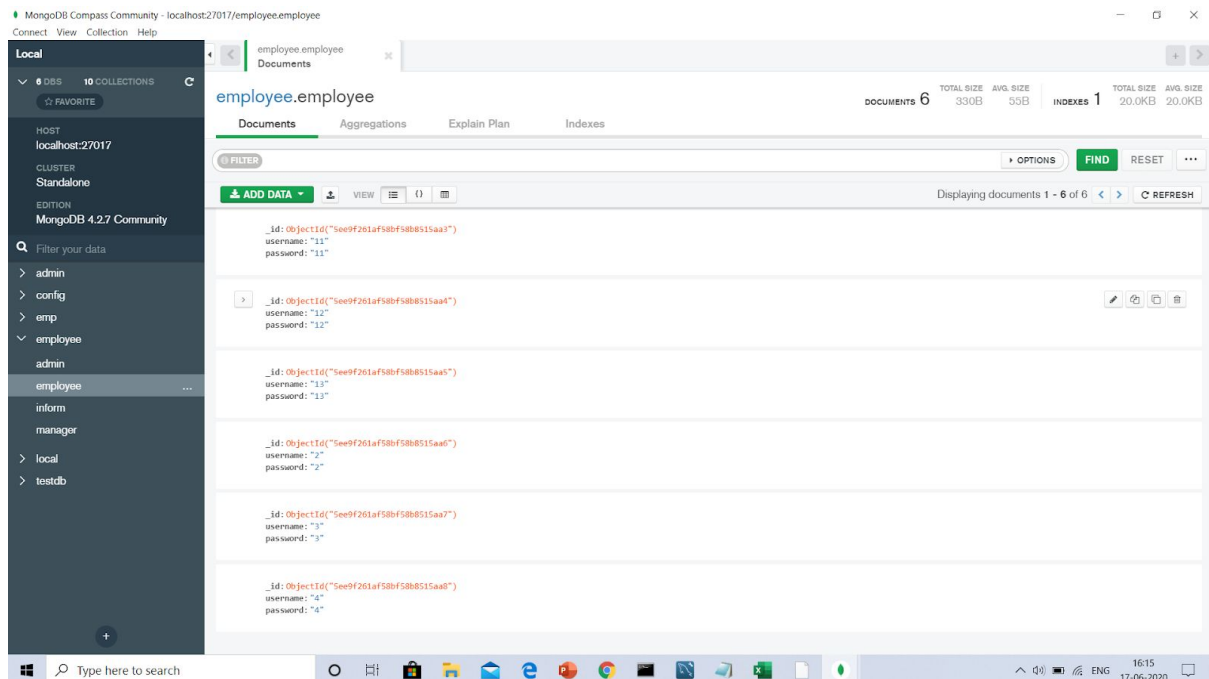 MongoDB Compass Community - localhost:27017/employee.employee
Connect View Collection Help
Local
6 DBS 10 COLLECTIONS
FAVORITE
HOST
localhost:27017
CLUSTER
Standalone
EDITION
MongoDB 4.2.7 Community
Filter your data
admin
config
emp
employee
admin
employee ...
inform
manager
local
testdb
+
employee.employee
Documents
employee.employee
DOCUMENTS 6 TOTAL SIZE 330B AVG. SIZE 55B INDEXES 1 TOTAL SIZE 20.0KB AVG. SIZE 20.0KB
Documents Aggregations Explain Plan Indexes
FILTER OPTIONS FIND RESET ...
ADD DATA VIEW {} Displaying documents 1 - 6 of 6 < > REFRESH
_id: ObjectId("5ee9f261af58bf58b8515aa3")
username: "11"
password: "11"
_id: ObjectId("5ee9f261af58bf58b8515aa4")
username: "12"
password: "12"
_id: ObjectId("5ee9f261af58bf58b8515aa5")
username: "13"
password: "13"
_id: ObjectId("5ee9f261af58bf58b8515aa6")
username: "2"
password: "2"
_id: ObjectId("5ee9f261af58bf58b8515aa7")
username: "3"
password: "3"
_id: ObjectId("5ee9f261af58bf58b8515aa8")
username: "4"
password: "4"
Type here to search
ENG
16:15
17-06-2020